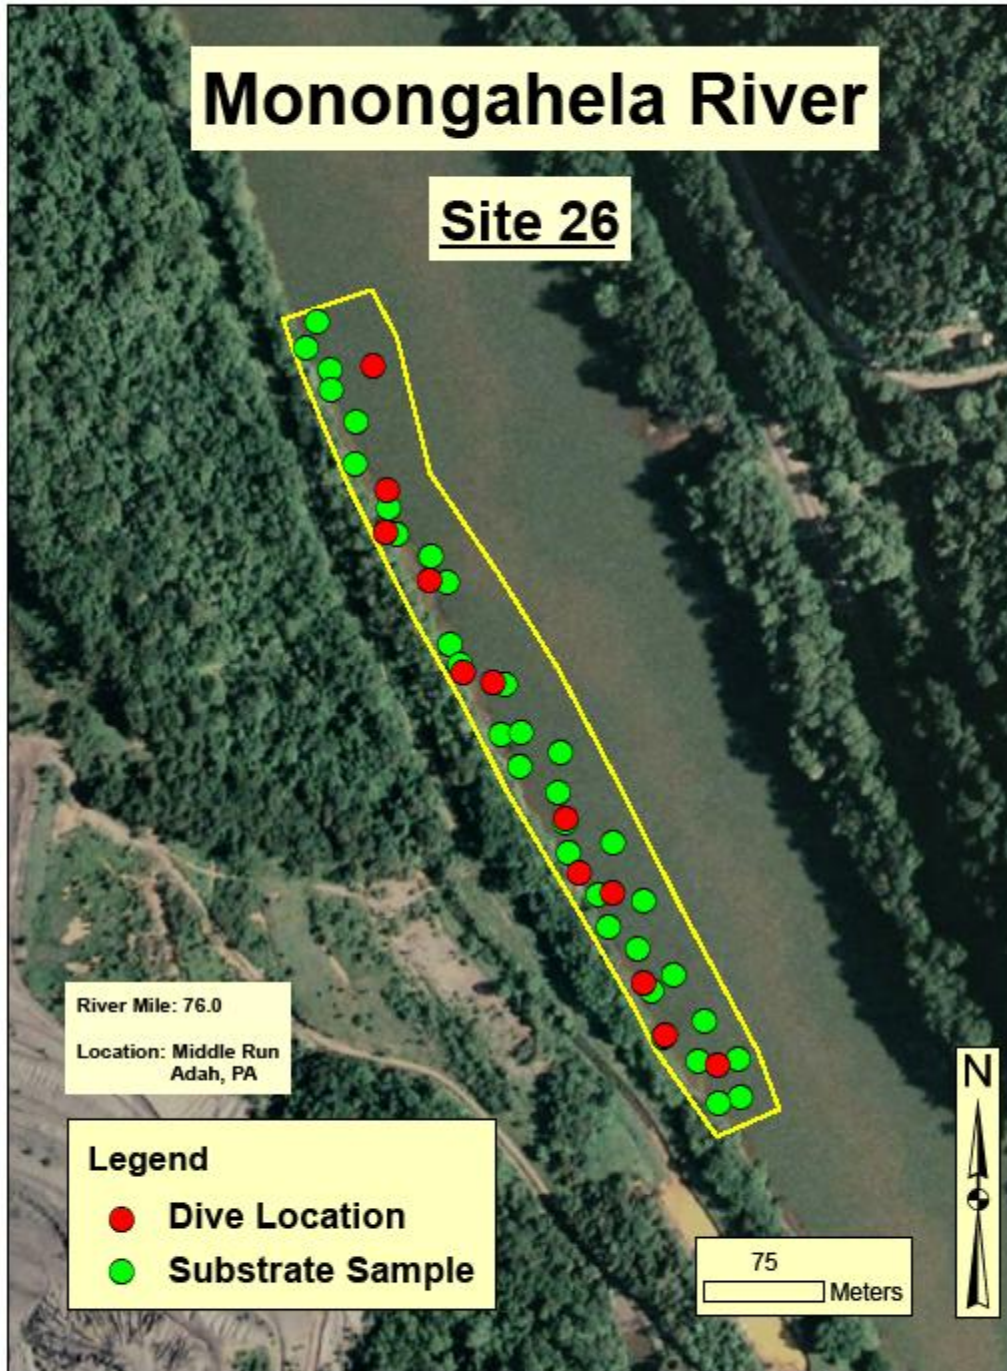 Monongahela River
Site 26
River Mile: 76.0
Location: Middle Run
Adah, PA
Legend
Dive Location
Substrate Sample
N
75
Meters